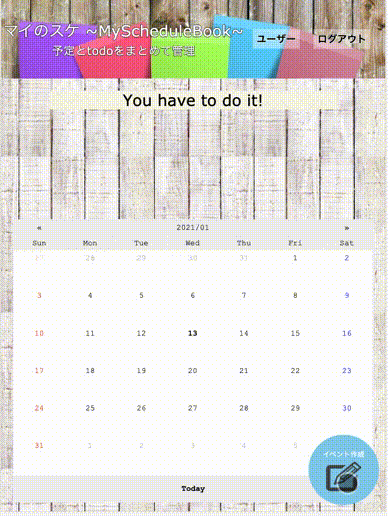 マイのスケ ~MyScheduleBook~
予定とtodoをまとめて管理
ユーザー ログアウト
You have to do it!
« 2021/01 »
Sun Mon Tue Wed Thu Fri Sat
27 28 29 30 31 1 2
3 4 5 6 7 8 9
10 11 12 13 14 15 16
17 18 19 20 21 22 23
24 25 26 27 28 29 30
31 1 2 3 4 5
イベント作成
Today